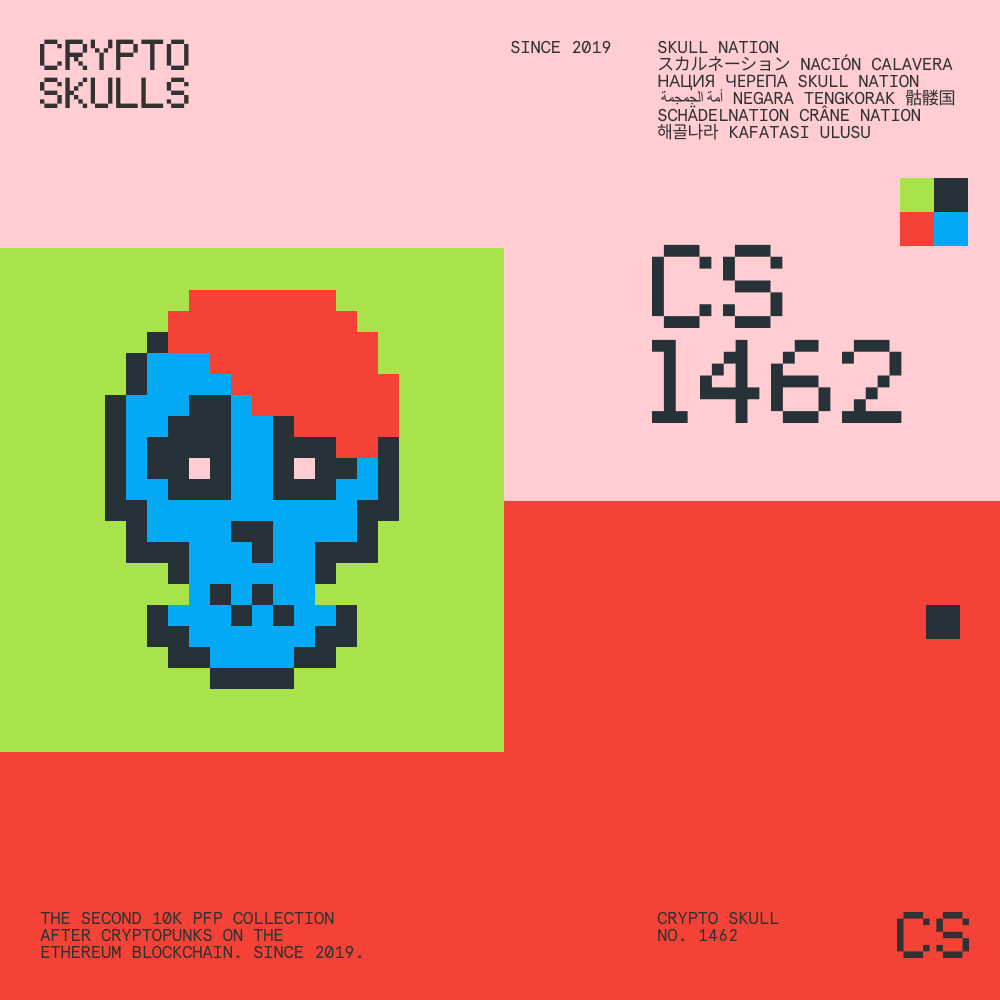 CRYPTO
SKULLS
SINCE 2019
SKULL NATION
スカルネーション NACIÓN CALAVERA
НАЦИЯ ЧЕРЕПА SKULL NATION
أمة الجمجمة NEGARA TENGKORAK 骷髅国
SCHÄDELNATION CRÂNE NATION
해골나라 KAFATASI ULUSU
CS
1462
THE SECOND 10K PFP COLLECTION
AFTER CRYPTOPUNKS ON THE
ETHEREUM BLOCKCHAIN. SINCE 2019.
CRYPTO SKULL
NO. 1462
CS